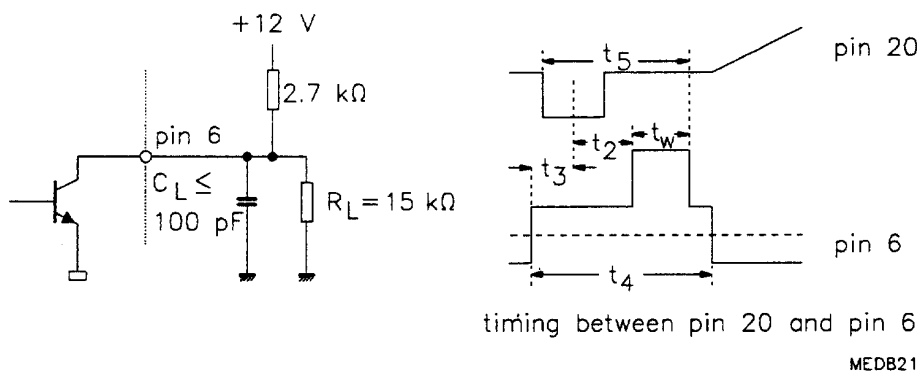 +12 V
2.7 kΩ
pin 6
C_L ≤
100 pF
R_L=15 kΩ
pin 20
t5
t2
tw
t3
pin 6
t4
timing between pin 20 and pin 6
MEDB21